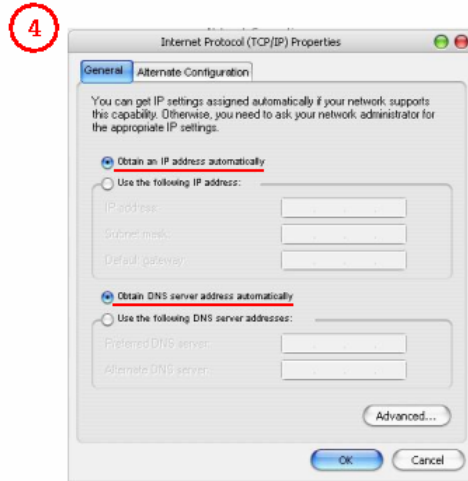 4
Internet Protocol (TCP/IP) Properties
General
Alternate Configuration
You can get IP settings assigned automatically if your network supports
this capability. Otherwise, you need to ask your network administrator for
the appropriate IP settings.
Obtain an IP address automatically
Use the following IP address:
IP address:
Subnet mask:
Default gateway:
Obtain DNS server address automatically
Use the following DNS server addresses:
Preferred DNS server:
Alternate DNS server:
Advanced...
OK
Cancel